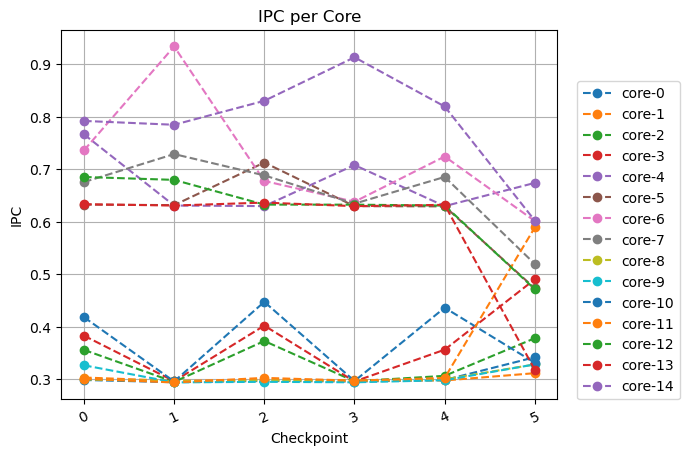 IPC per Core
IPC
0.9
0.8
0.7
0.6
0.5
0.4
0.3
0
1
2
3
4
5
Checkpoint
core-0
core-1
core-2
core-3
core-4
core-5
core-6
core-7
core-8
core-9
core-10
core-11
core-12
core-13
core-14